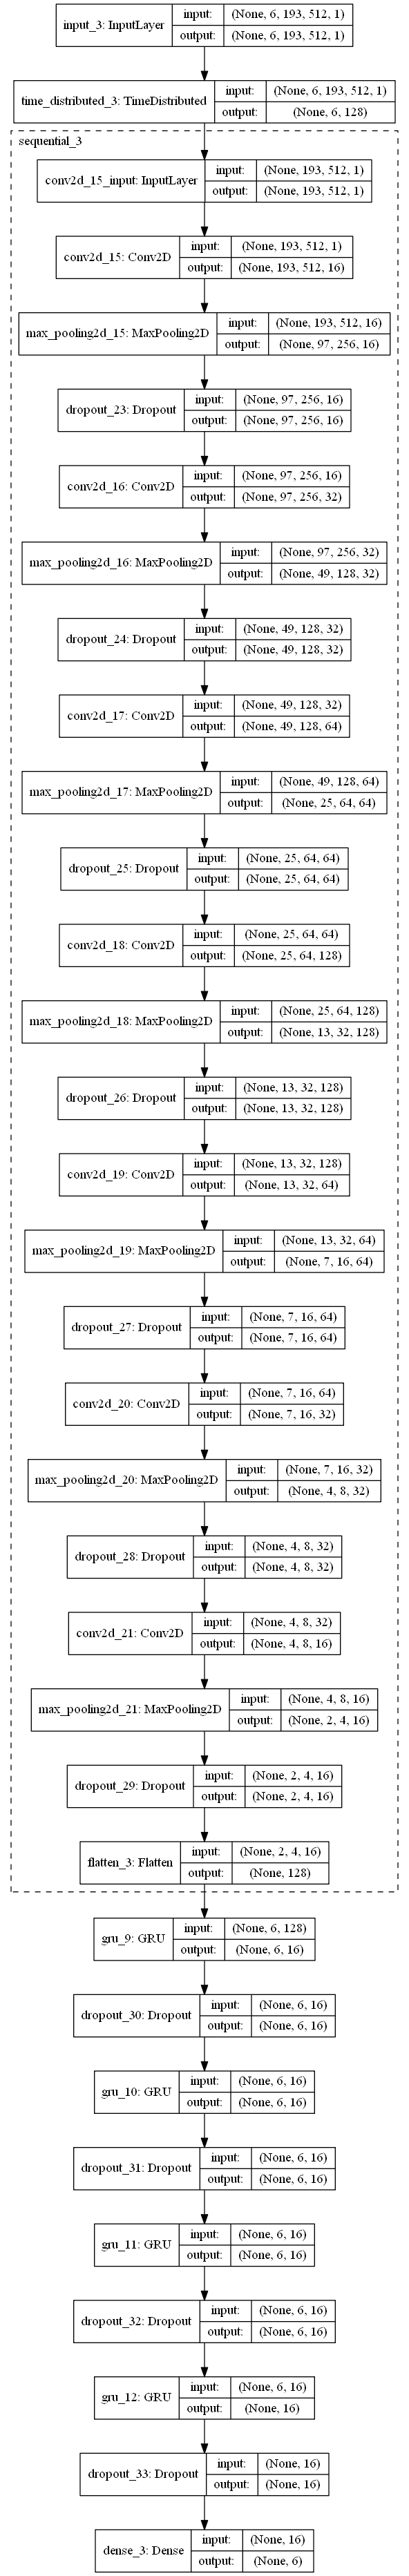 input_3: InputLayer
input: (None, 6, 193, 512, 1)
output: (None, 6, 193, 512, 1)
time_distributed_3: TimeDistributed
input: (None, 6, 193, 512, 1)
output: (None, 6, 128)
sequential_3
conv2d_15_input: InputLayer
input: (None, 193, 512, 1)
output: (None, 193, 512, 1)
conv2d_15: Conv2D
input: (None, 193, 512, 1)
output: (None, 193, 512, 16)
max_pooling2d_15: MaxPooling2D
input: (None, 193, 512, 16)
output: (None, 97, 256, 16)
dropout_23: Dropout
input: (None, 97, 256, 16)
output: (None, 97, 256, 16)
conv2d_16: Conv2D
input: (None, 97, 256, 16)
output: (None, 97, 256, 32)
max_pooling2d_16: MaxPooling2D
input: (None, 97, 256, 32)
output: (None, 49, 128, 32)
dropout_24: Dropout
input: (None, 49, 128, 32)
output: (None, 49, 128, 32)
conv2d_17: Conv2D
input: (None, 49, 128, 32)
output: (None, 49, 128, 64)
max_pooling2d_17: MaxPooling2D
input: (None, 49, 128, 64)
output: (None, 25, 64, 64)
dropout_25: Dropout
input: (None, 25, 64, 64)
output: (None, 25, 64, 64)
conv2d_18: Conv2D
input: (None, 25, 64, 64)
output: (None, 25, 64, 128)
max_pooling2d_18: MaxPooling2D
input: (None, 25, 64, 128)
output: (None, 13, 32, 128)
dropout_26: Dropout
input: (None, 13, 32, 128)
output: (None, 13, 32, 128)
conv2d_19: Conv2D
input: (None, 13, 32, 128)
output: (None, 13, 32, 64)
max_pooling2d_19: MaxPooling2D
input: (None, 13, 32, 64)
output: (None, 7, 16, 64)
dropout_27: Dropout
input: (None, 7, 16, 64)
output: (None, 7, 16, 64)
conv2d_20: Conv2D
input: (None, 7, 16, 64)
output: (None, 7, 16, 32)
max_pooling2d_20: MaxPooling2D
input: (None, 7, 16, 32)
output: (None, 4, 8, 32)
dropout_28: Dropout
input: (None, 4, 8, 32)
output: (None, 4, 8, 32)
conv2d_21: Conv2D
input: (None, 4, 8, 32)
output: (None, 4, 8, 16)
max_pooling2d_21: MaxPooling2D
input: (None, 4, 8, 16)
output: (None, 2, 4, 16)
dropout_29: Dropout
input: (None, 2, 4, 16)
output: (None, 2, 4, 16)
flatten_3: Flatten
input: (None, 2, 4, 16)
output: (None, 128)
gru_9: GRU
input: (None, 6, 128)
output: (None, 6, 16)
dropout_30: Dropout
input: (None, 6, 16)
output: (None, 6, 16)
gru_10: GRU
input: (None, 6, 16)
output: (None, 6, 16)
dropout_31: Dropout
input: (None, 6, 16)
output: (None, 6, 16)
gru_11: GRU
input: (None, 6, 16)
output: (None, 6, 16)
dropout_32: Dropout
input: (None, 6, 16)
output: (None, 6, 16)
gru_12: GRU
input: (None, 6, 16)
output: (None, 16)
dropout_33: Dropout
input: (None, 16)
output: (None, 16)
dense_3: Dense
input: (None, 16)
output: (None, 6)